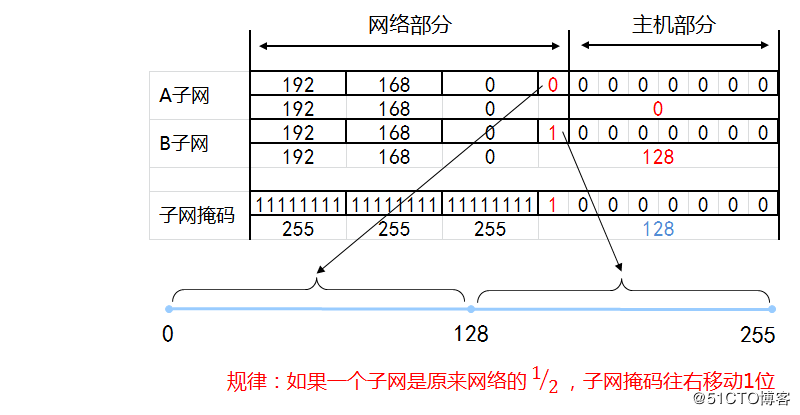 网络部分 主机部分
A子网 192 168 0 0 0 0 0 0 0 0 0
192 168 0 0
B子网 192 168 0 1 0 0 0 0 0 0 0
192 168 0 128
子网掩码 11111111 11111111 11111111 1 0 0 0 0 0 0 0
255 255 255 128
0 128 255
规律：如果一个子网是原来网络的 1/2 ，子网掩码往右移动1位
@51CTO博客